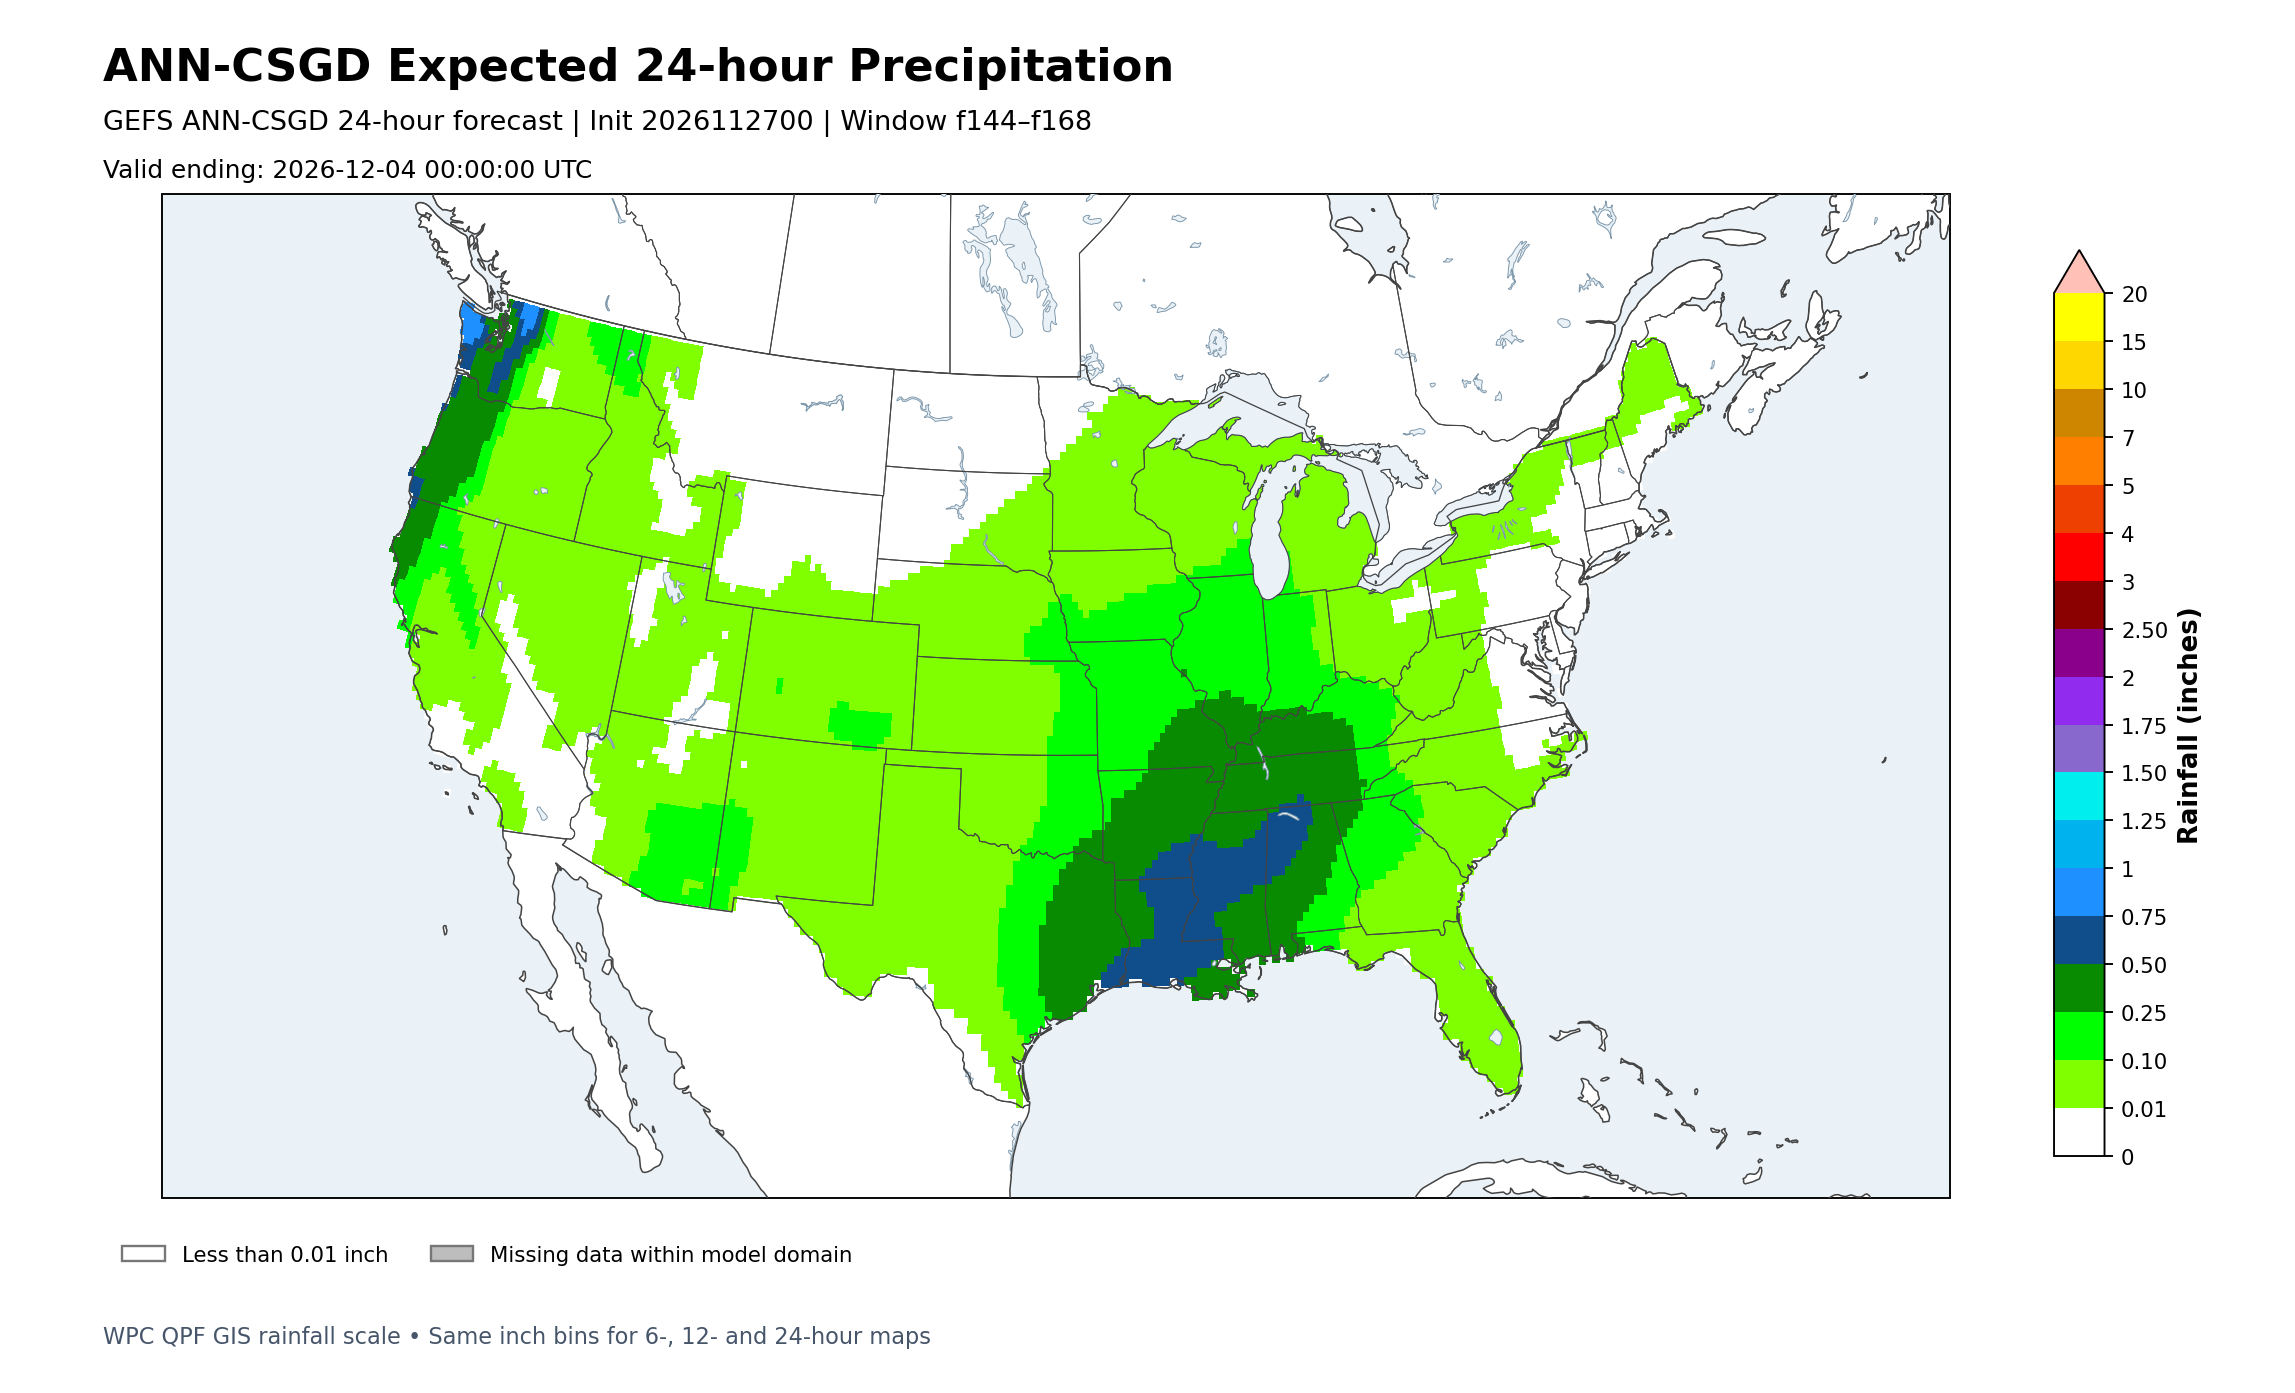 ANN-CSGD Expected 24-hour Precipitation
GEFS ANN-CSGD 24-hour forecast | Init 2026112700 | Window f144–f168
Valid ending: 2026-12-04 00:00:00 UTC
20
15
10
7
5
4
3
2.50
2
1.75
1.50
1.25
1
0.75
0.50
0.25
0.10
0.01
0
Rainfall (inches)
Less than 0.01 inch
Missing data within model domain
WPC QPF GIS rainfall scale • Same inch bins for 6-, 12- and 24-hour maps